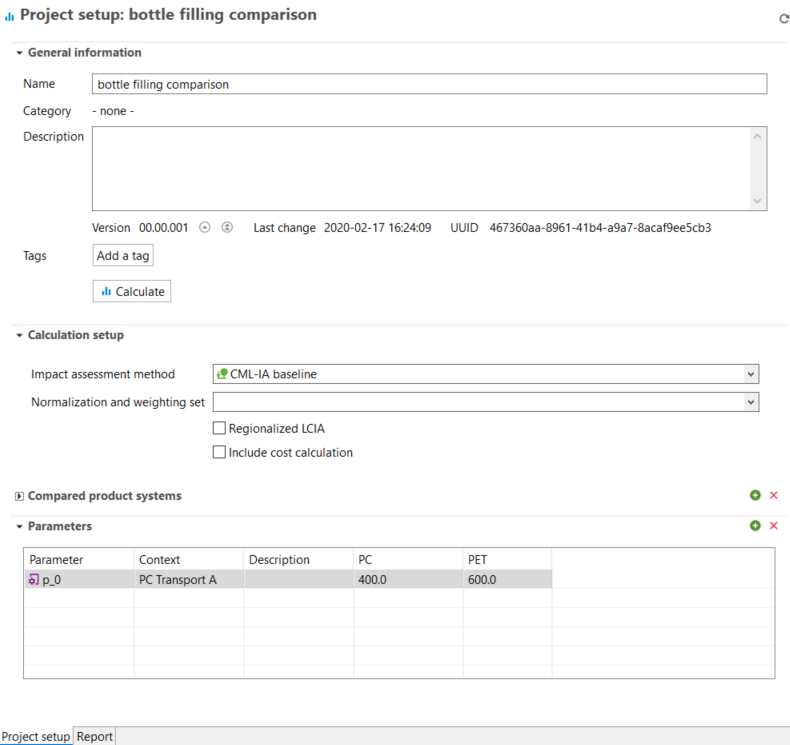 Project setup: bottle filling comparison
General information
Name bottle filling comparison
Category - none -
Description
Version 00.00.001 Last change 2020-02-17 16:24:09 UUID 467360aa-8961-41b4-a9a7-8acaf9ee5cb3
Tags Add a tag
Calculate
Calculation setup
Impact assessment method CML-IA baseline
Normalization and weighting set
Regionalized LCIA
Include cost calculation
Compared product systems
Parameters
Parameter Context Description PC PET
p_0 PC Transport A 400.0 600.0
Project setup Report